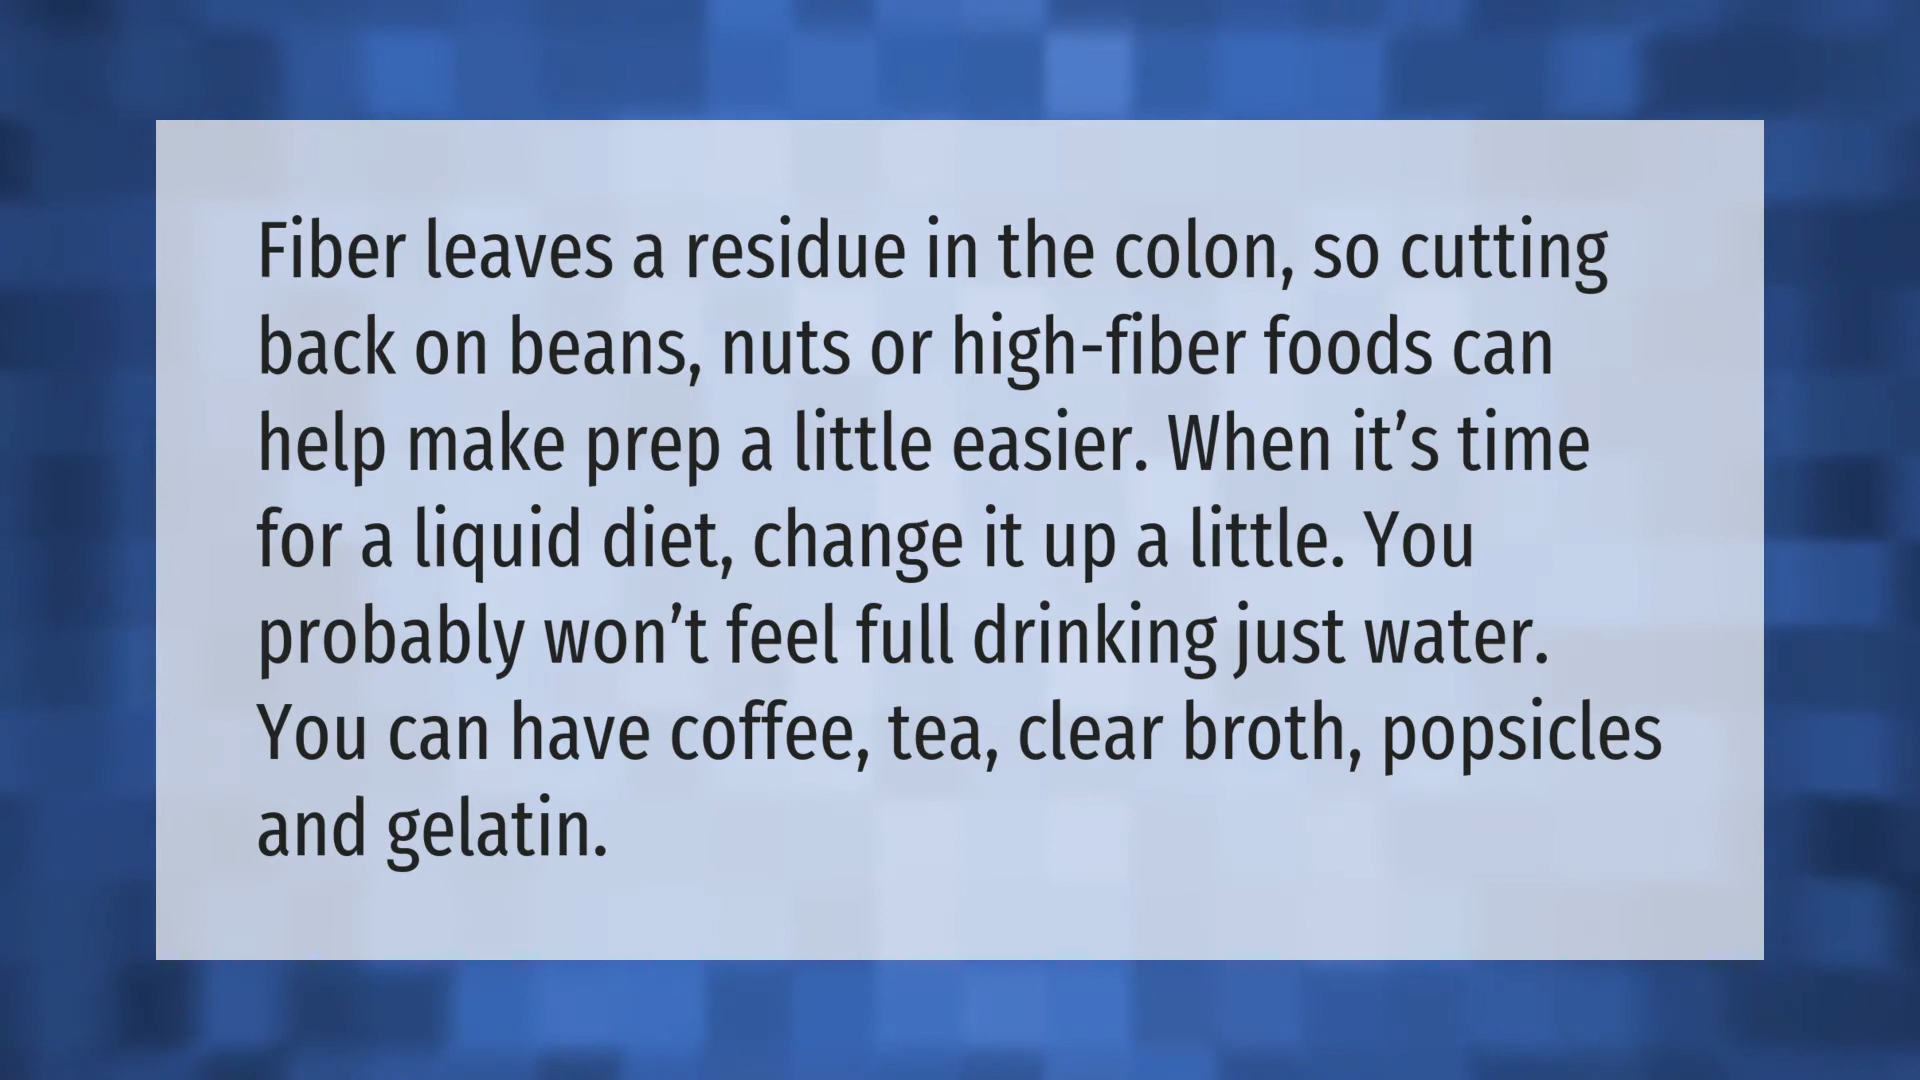 Fiber leaves a residue in the colon, so cutting
back on beans, nuts or high-fiber foods can
help make prep a little easier. When it’s time
for a liquid diet, change it up a little. You
probably won’t feel full drinking just water.
You can have coffee, tea, clear broth, popsicles
and gelatin.